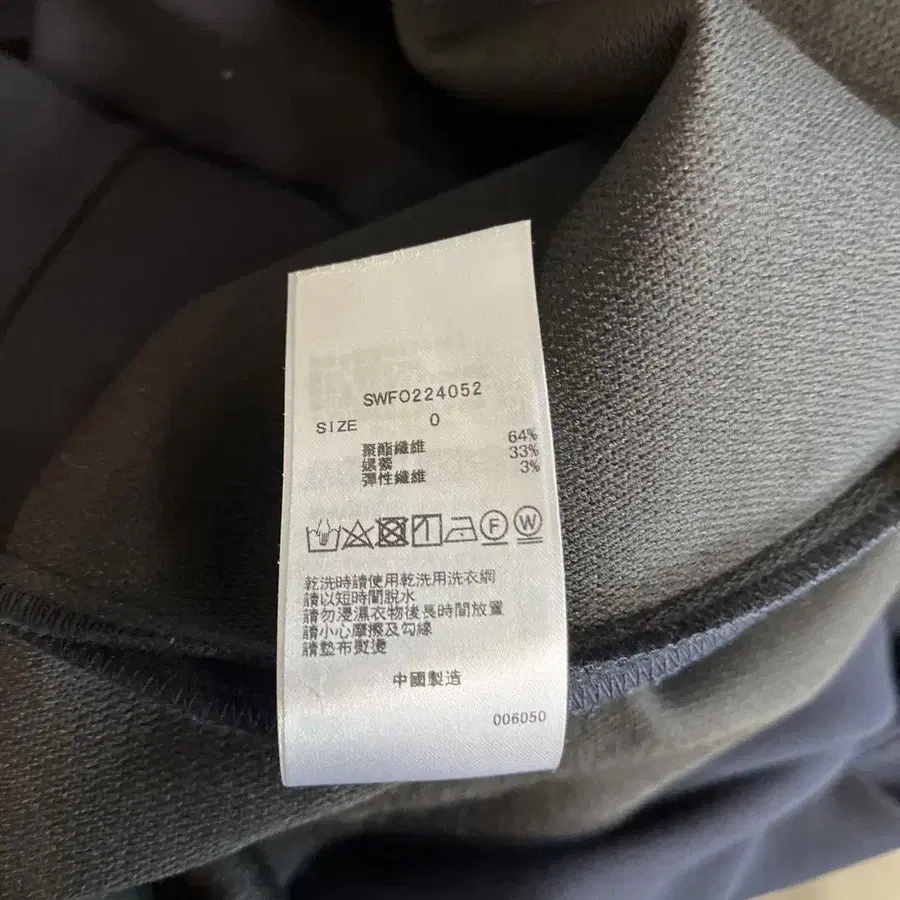 SWFO224052
SIZE 0
聚酯纖維 64%
嫘縈 33%
彈性纖維 3%
F W
乾洗時請使用乾洗用洗衣網
請以短時間脫水
請勿浸濕衣物後長時間放置
請小心摩擦及勾線
請墊布熨燙
中國製造
006050